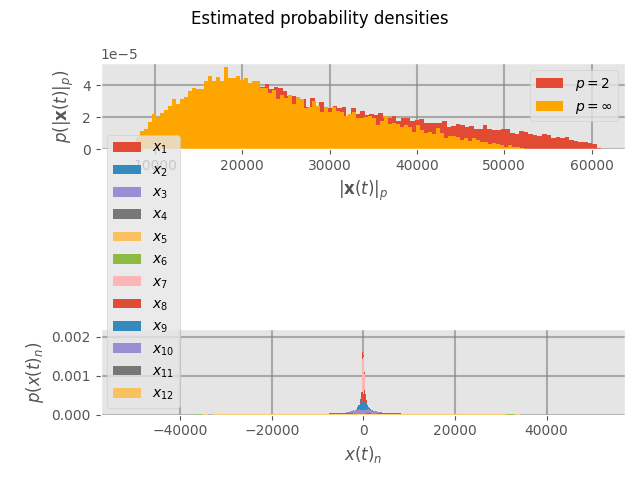 Estimated probability densities
1e−5
p(|x(t)|p)
4
2
0
p = 2
p = ∞
10000 20000 30000 40000 50000 60000
|x(t)|p
x1
x2
x3
x4
x5
x6
x7
x8
x9
x10
x11
x12
p(x(t)n)
0.002
0.001
0.000
−40000 −20000 0 20000 40000
x(t)n